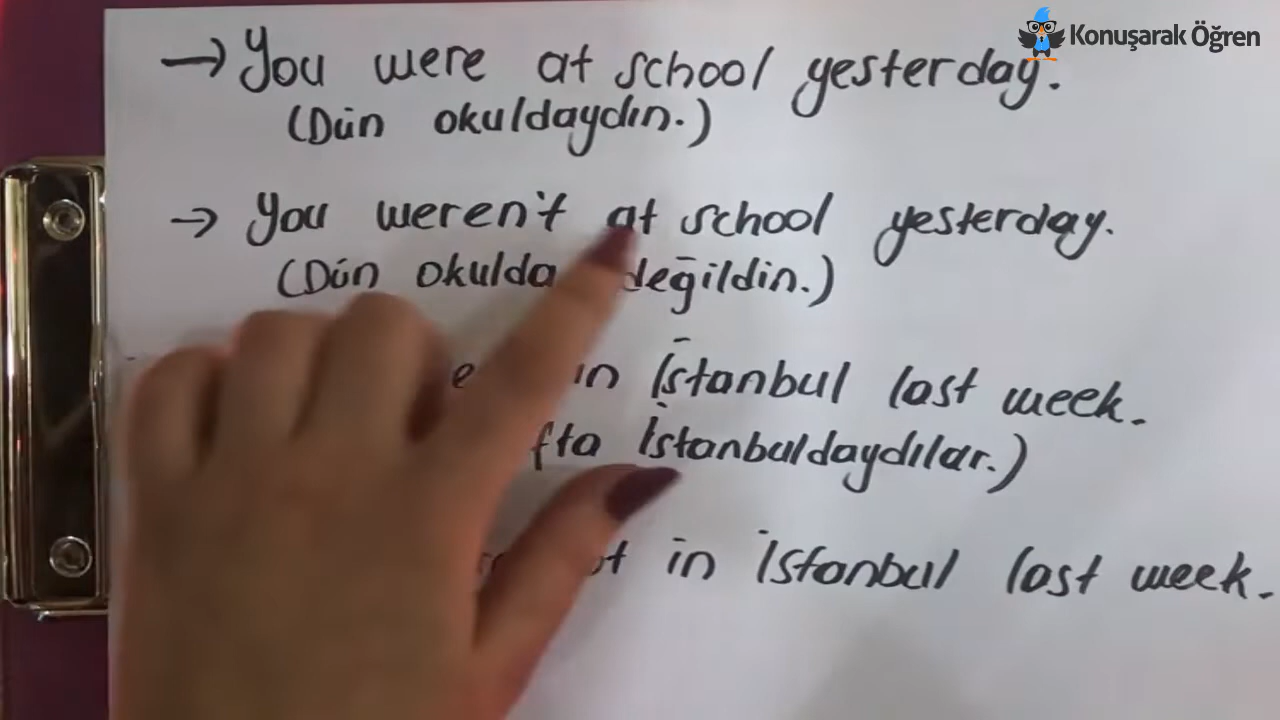 Konuşarak Öğren
→ You were at school yesterday.
(Dün okuldaydın.)
→ You weren't at school yesterday.
(Dün okulda değildin.)
in İstanbul last week.
İstanbuldaydılar.)
in İstanbul last week.